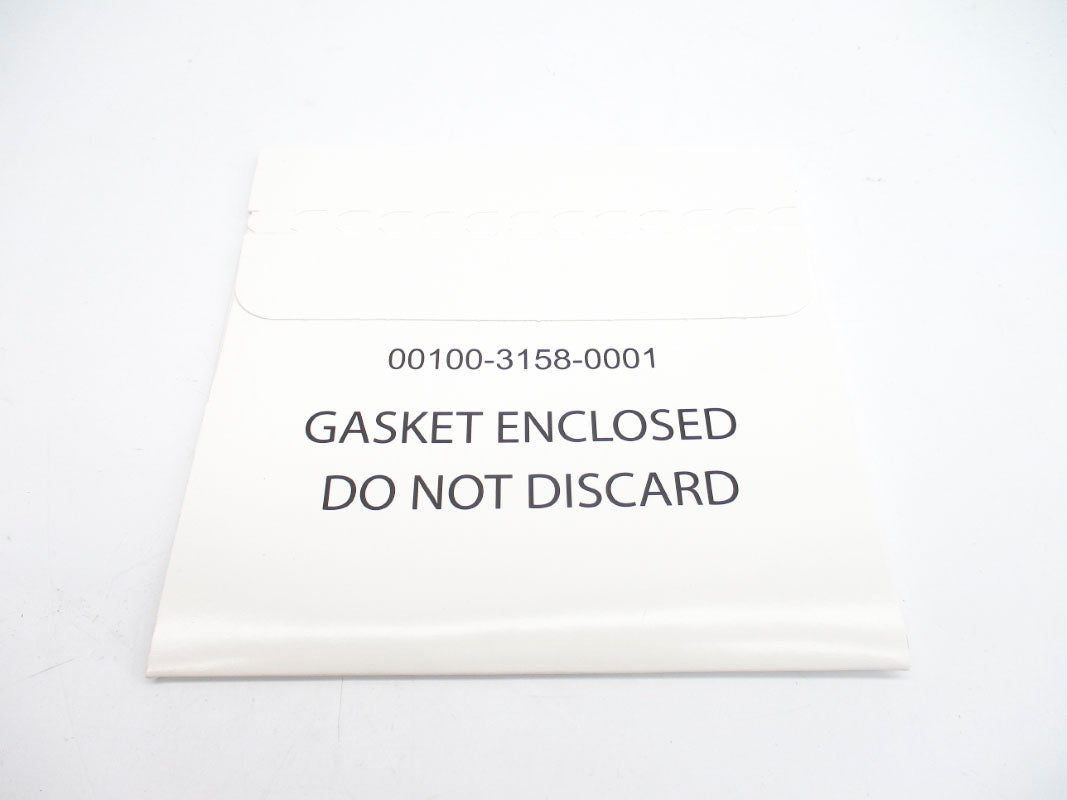 00100-3158-0001
GASKET ENCLOSED
DO NOT DISCARD